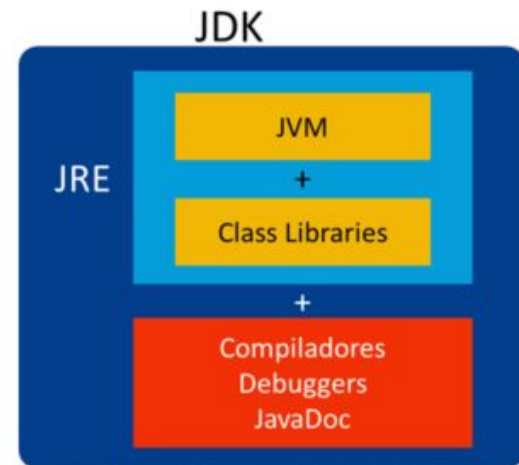 JDK
JRE
JVM
+
Class Libraries
+
Compiladores
Debuggers
JavaDoc